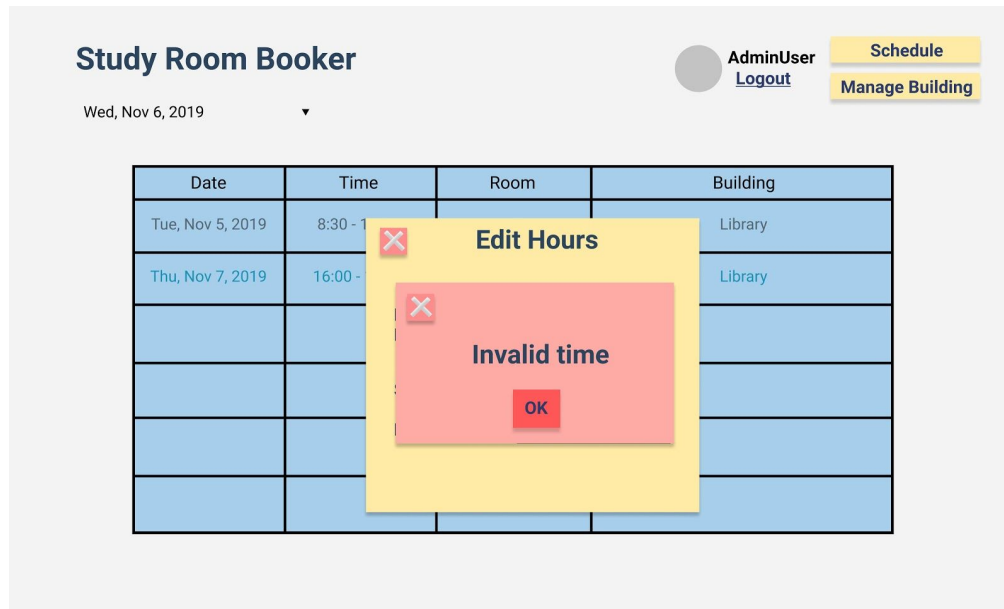 Study Room Booker
AdminUser
Logout
Schedule
Manage Building
Wed, Nov 6, 2019
Date Time Room Building
Tue, Nov 5, 2019 8:30 - Library
Edit Hours
Thu, Nov 7, 2019 16:00 - Library
Invalid time
OK